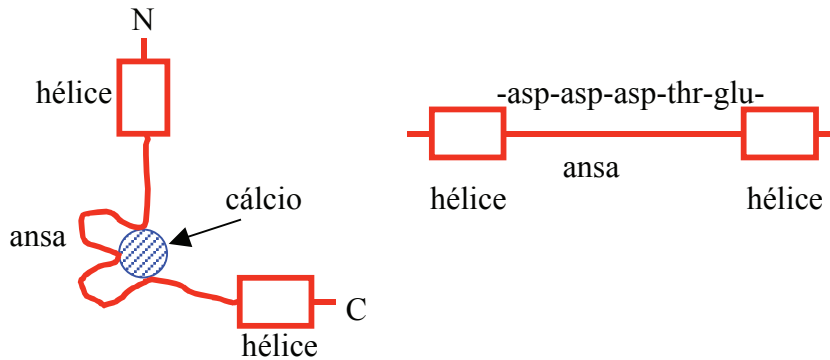 N
hélice
cálcio
ansa
C
hélice
-asp-asp-asp-thr-glu-
ansa
hélice
hélice